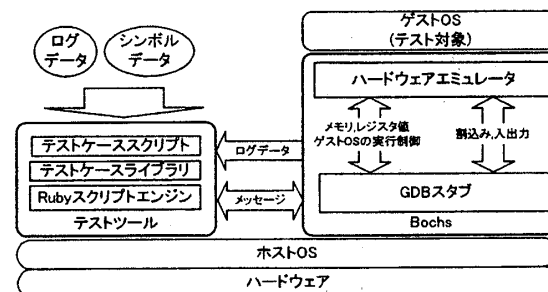 ログ
データ
シンボル
データ
ゲストOS
(テスト対象)
ハードウェアエミュレータ
メモリ,レジスタ値
ゲストOSの実行制御
割込み,入出力
GDBスタブ
Bochs
ログデータ
メッセージ
テストケーススクリプト
テストケースライブラリ
Rubyスクリプトエンジン
テストツール
ホストOS
ハードウェア